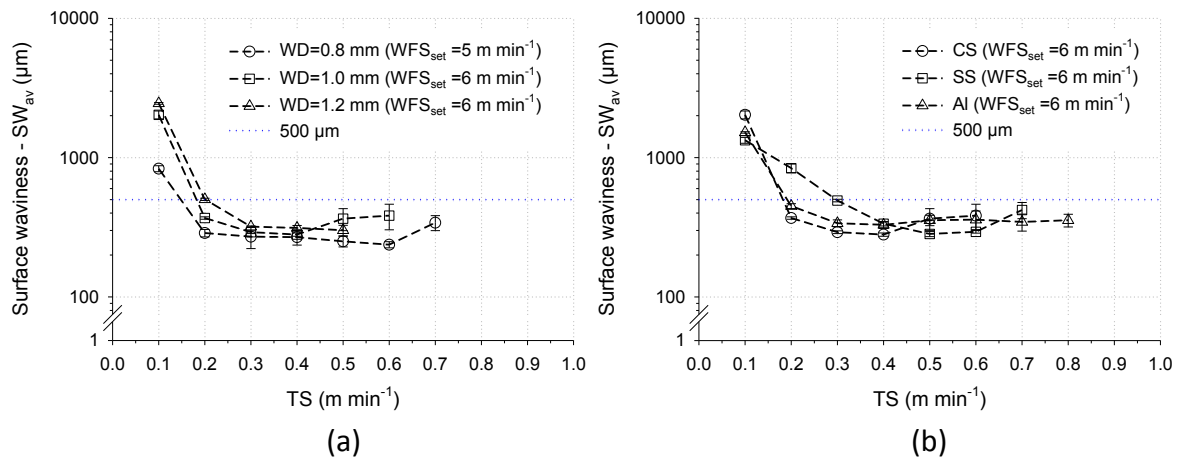 Surface waviness - SWav (µm)
10000
1000
100
1
WD=0.8 mm (WFSset =5 m min-1)
WD=1.0 mm (WFSset =6 m min-1)
WD=1.2 mm (WFSset =6 m min-1)
500 µm
0.0 0.1 0.2 0.3 0.4 0.5 0.6 0.7 0.8 0.9 1.0
TS (m min-1)
(a)
Surface waviness - SWav (µm)
10000
1000
100
1
CS (WFSset =6 m min-1)
SS (WFSset =6 m min-1)
Al (WFSset =6 m min-1)
500 µm
0.0 0.1 0.2 0.3 0.4 0.5 0.6 0.7 0.8 0.9 1.0
TS (m min-1)
(b)